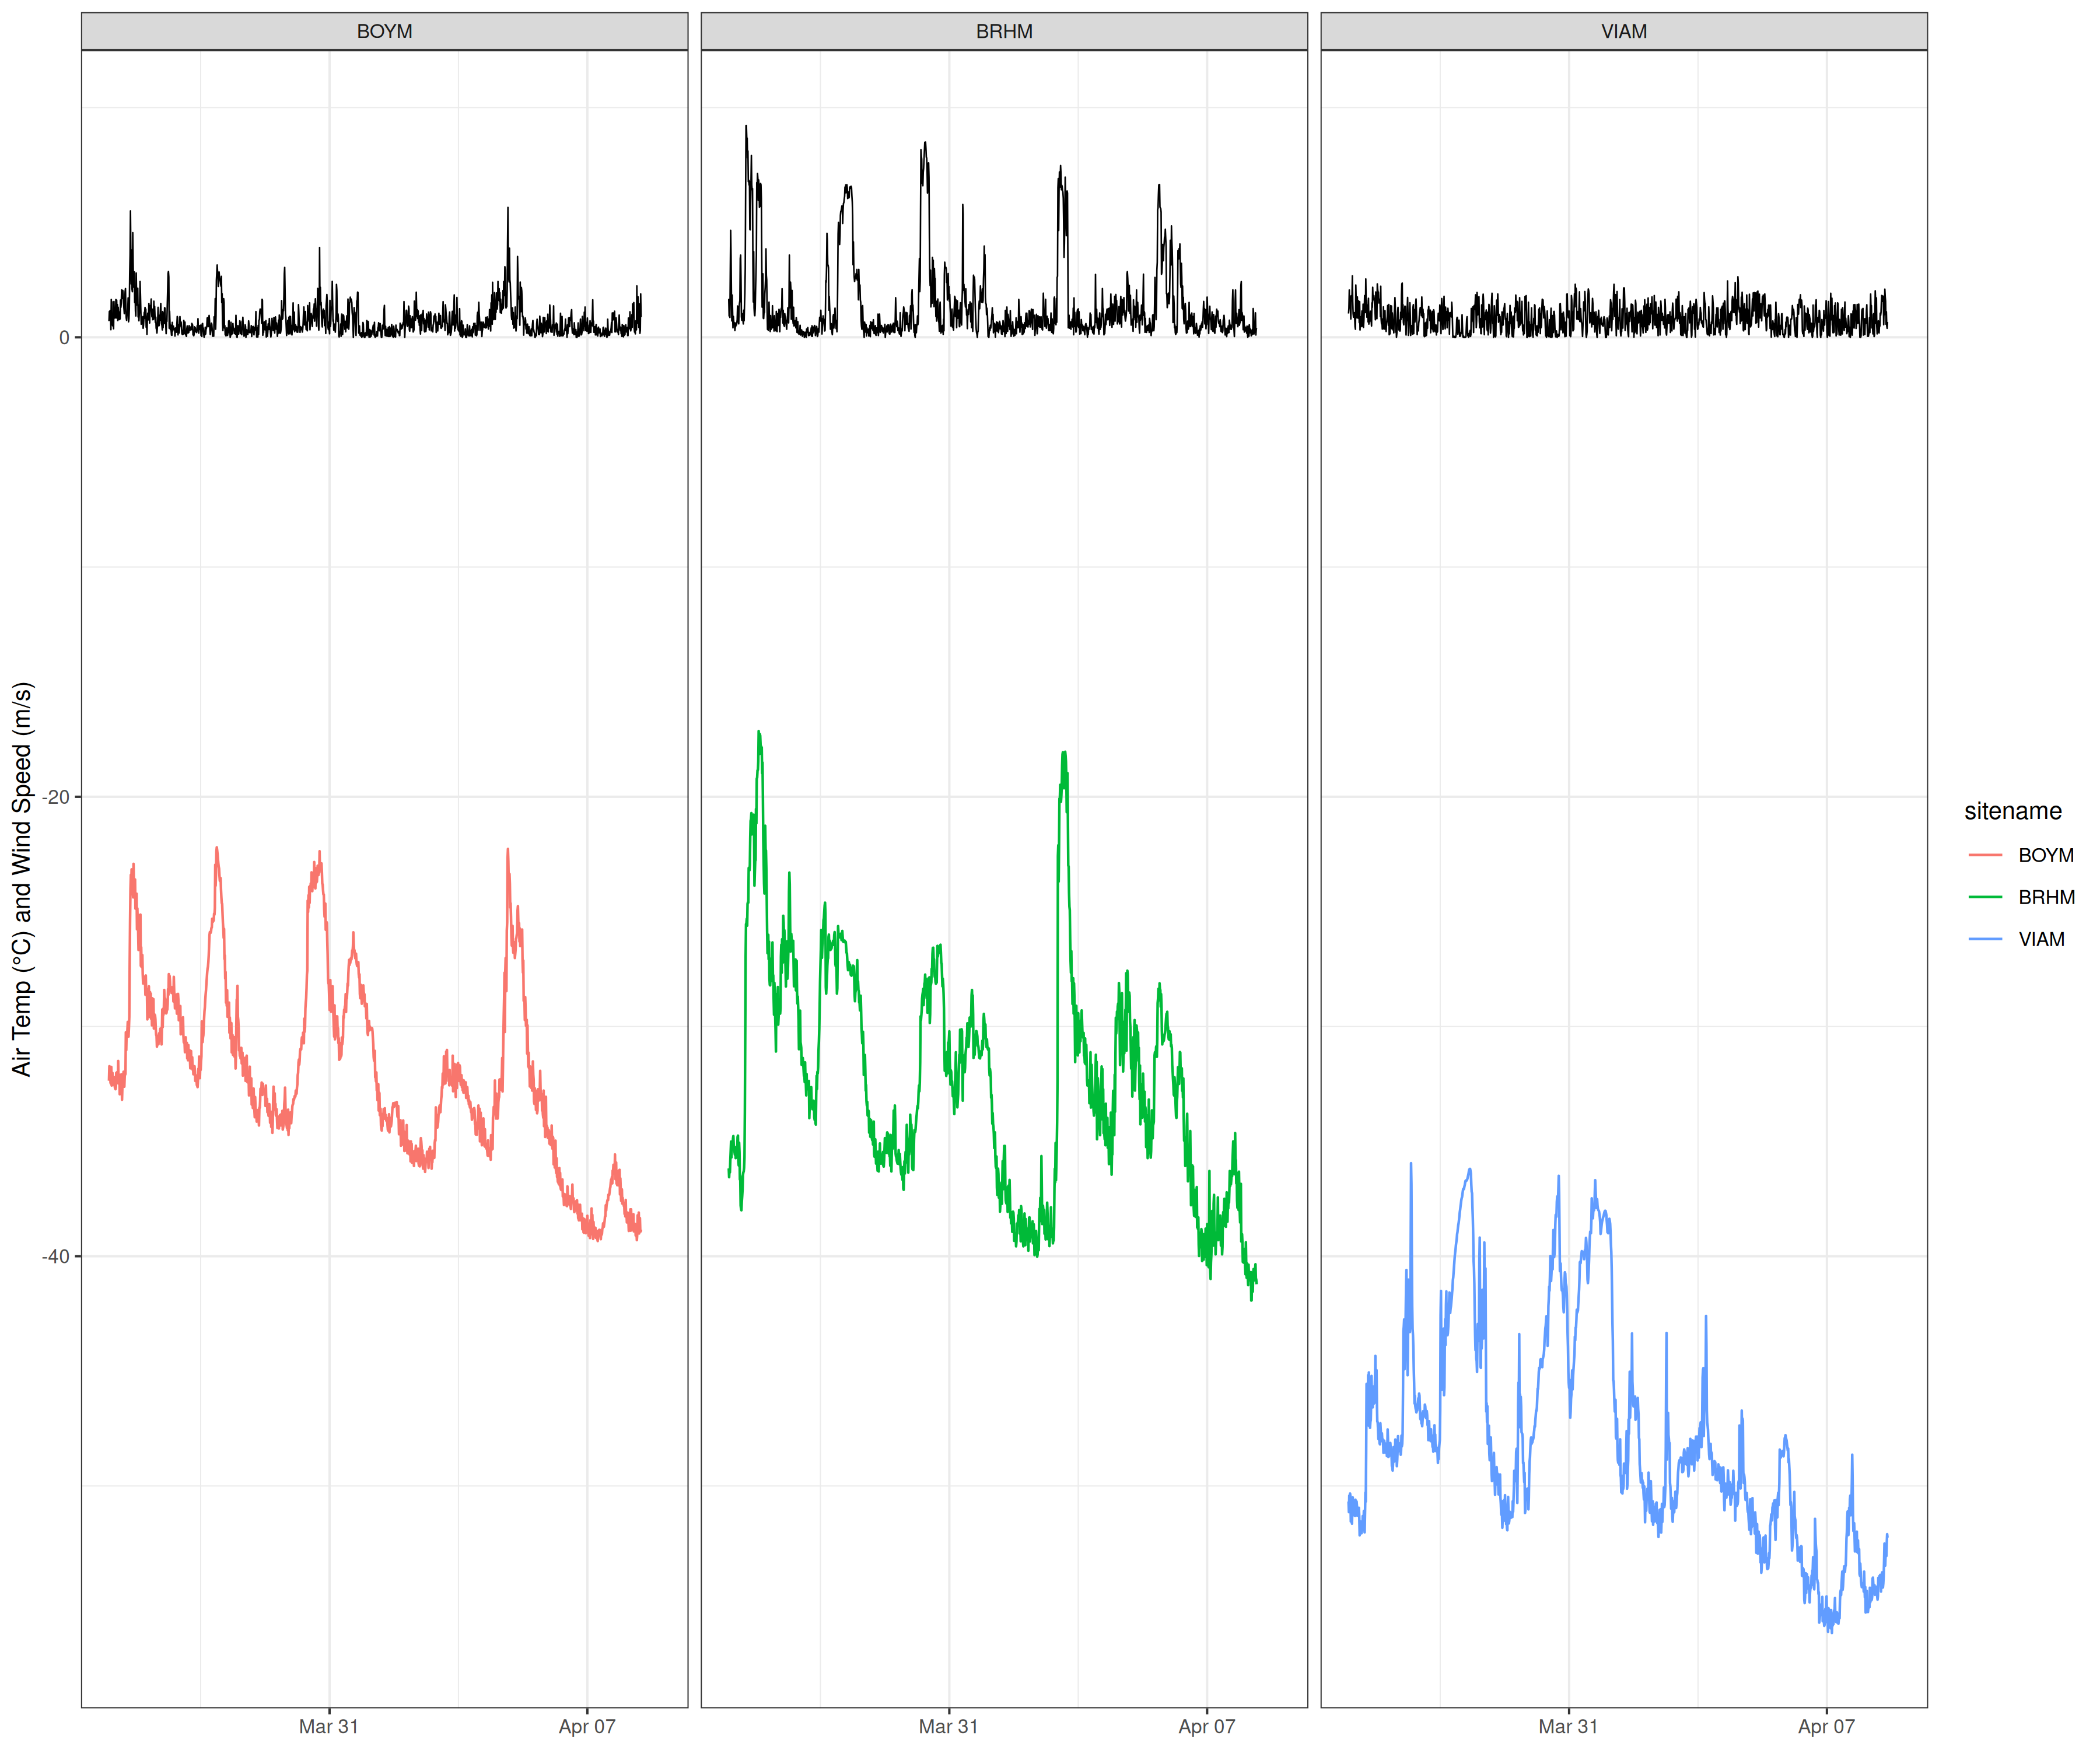 BOYM
BRHM
VIAM
0
-20
-40
Air Temp (°C) and Wind Speed (m/s)
Mar 31
Apr 07
Mar 31
Apr 07
Mar 31
Apr 07
sitename
BOYM
BRHM
VIAM